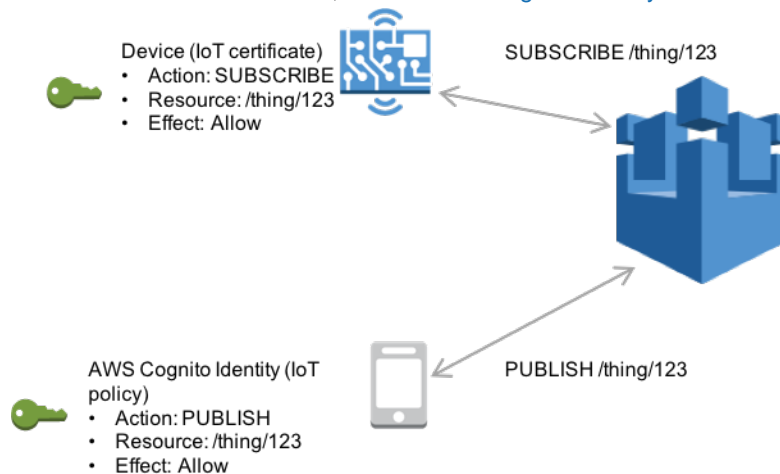 Device (IoT certificate)
• Action: SUBSCRIBE
• Resource: /thing/123
• Effect: Allow
SUBSCRIBE /thing/123
AWS Cognito Identity (IoT
policy)
• Action: PUBLISH
• Resource: /thing/123
• Effect: Allow
PUBLISH /thing/123